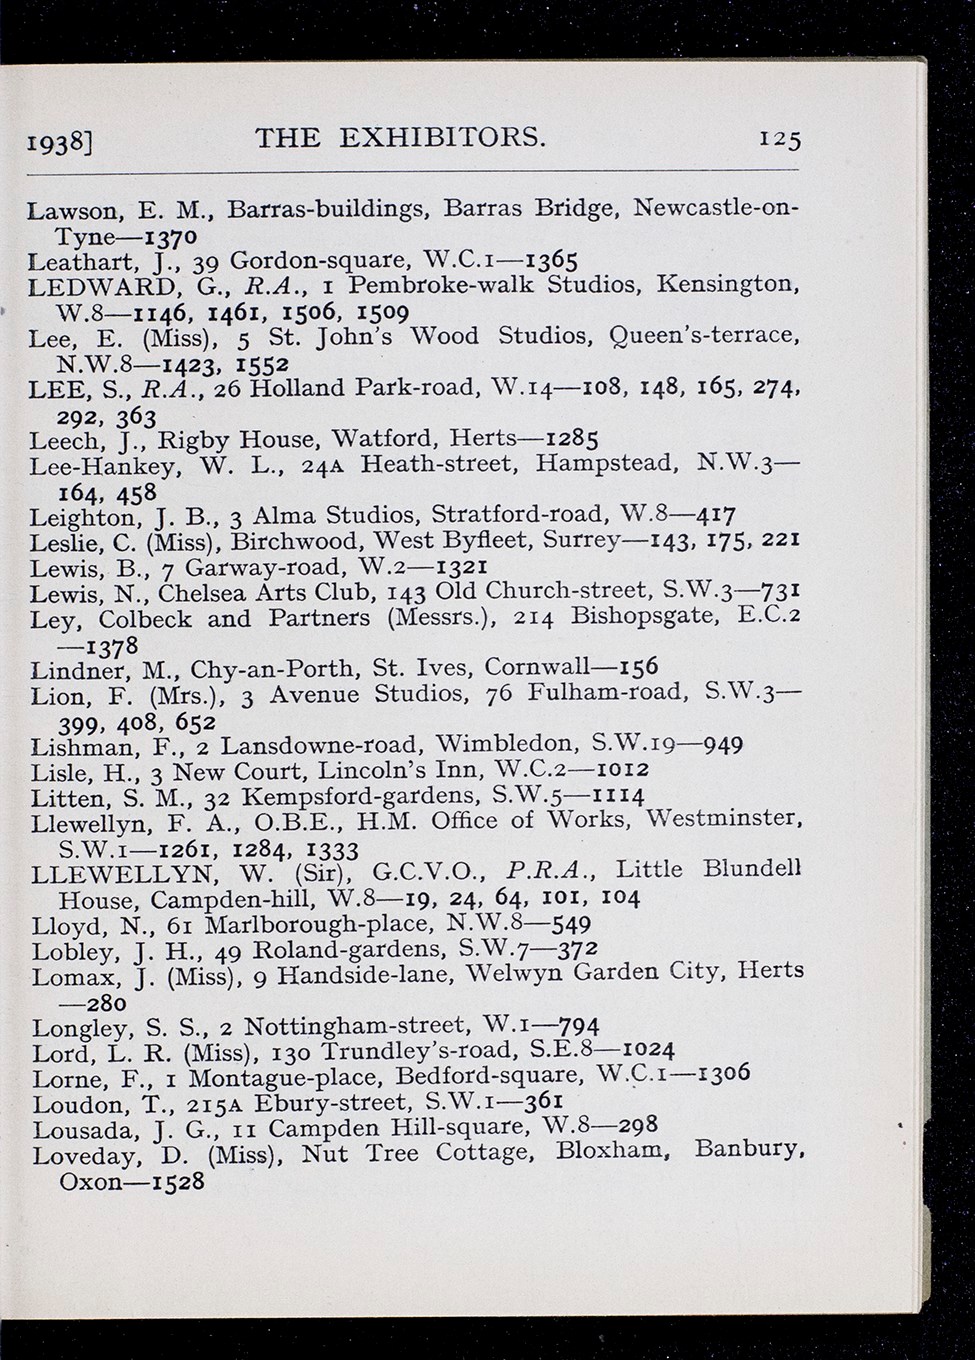 1938] THE EXHIBITORS. 125
Lawson, E. M., Barras-buildings, Barras Bridge, Newcastle-on-
Tyne—1370
Leathart, J., 39 Gordon-square, W.C.1—1365
LEDWARD, G., R.A., 1 Pembroke-walk Studios, Kensington,
W.8—1146, 1461, 1506, 1509
Lee, E. (Miss), 5 St. John's Wood Studios, Queen's-terrace,
N.W.8—1423, 1552
LEE, S., R.A., 26 Holland Park-road, W.14—108, 148, 165, 274,
292, 363
Leech, J., Rigby House, Watford, Herts—1285
Lee-Hankey, W. L., 24A Heath-street, Hampstead, N.W.3—
164, 458
Leighton, J. B., 3 Alma Studios, Stratford-road, W.8—417
Leslie, C. (Miss), Birchwood, West Byfleet, Surrey—143, 175, 221
Lewis, B., 7 Garway-road, W.2—1321
Lewis, N., Chelsea Arts Club, 143 Old Church-street, S.W.3—731
Ley, Colbeck and Partners (Messrs.), 214 Bishopsgate, E.C.2
—1378
Lindner, M., Chy-an-Porth, St. Ives, Cornwall—156
Lion, F. (Mrs.), 3 Avenue Studios, 76 Fulham-road, S.W.3—
399, 408, 652
Lishman, F., 2 Lansdowne-road, Wimbledon, S.W.19—949
Lisle, H., 3 New Court, Lincoln's Inn, W.C.2—1012
Litten, S. M., 32 Kempsford-gardens, S.W.5—1114
Llewellyn, F. A., O.B.E., H.M. Office of Works, Westminster,
S.W.1—1261, 1284, 1333
LLEWELLYN, W. (Sir), G.C.V.O., P.R.A., Little Blundell
House, Campden-hill, W.8—19, 24, 64, 101, 104
Lloyd, N., 61 Marlborough-place, N.W.8—549
Lobley, J. H., 49 Roland-gardens, S.W.7—372
Lomax, J. (Miss), 9 Handside-lane, Welwyn Garden City, Herts
—280
Longley, S. S., 2 Nottingham-street, W.1—794
Lord, L. R. (Miss), 130 Trundley's-road, S.E.8—1024
Lorne, F., 1 Montague-place, Bedford-square, W.C.1—1306
Loudon, T., 215A Ebury-street, S.W.1—361
Lousada, J. G., 11 Campden Hill-square, W.8—298
Loveday, D. (Miss), Nut Tree Cottage, Bloxham, Banbury,
Oxon—1528